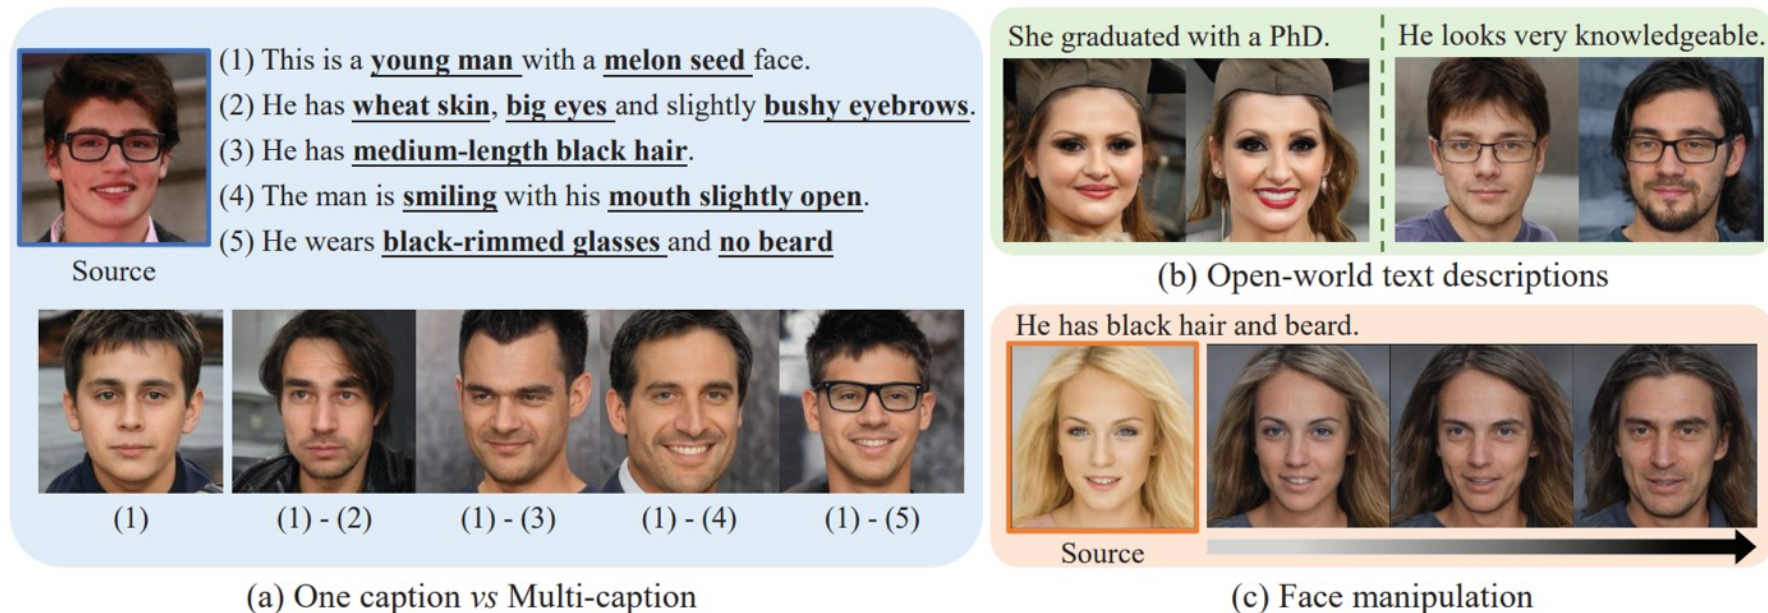 (1) This is a young man with a melon seed face.
(2) He has wheat skin, big eyes and slightly bushy eyebrows.
(3) He has medium-length black hair.
(4) The man is smiling with his mouth slightly open.
(5) He wears black-rimmed glasses and no beard
Source
(1)
(1) - (2)
(1) - (3)
(1) - (4)
(1) - (5)
(a) One caption vs Multi-caption
She graduated with a PhD.
He looks very knowledgeable.
(b) Open-world text descriptions
He has black hair and beard.
Source
(c) Face manipulation